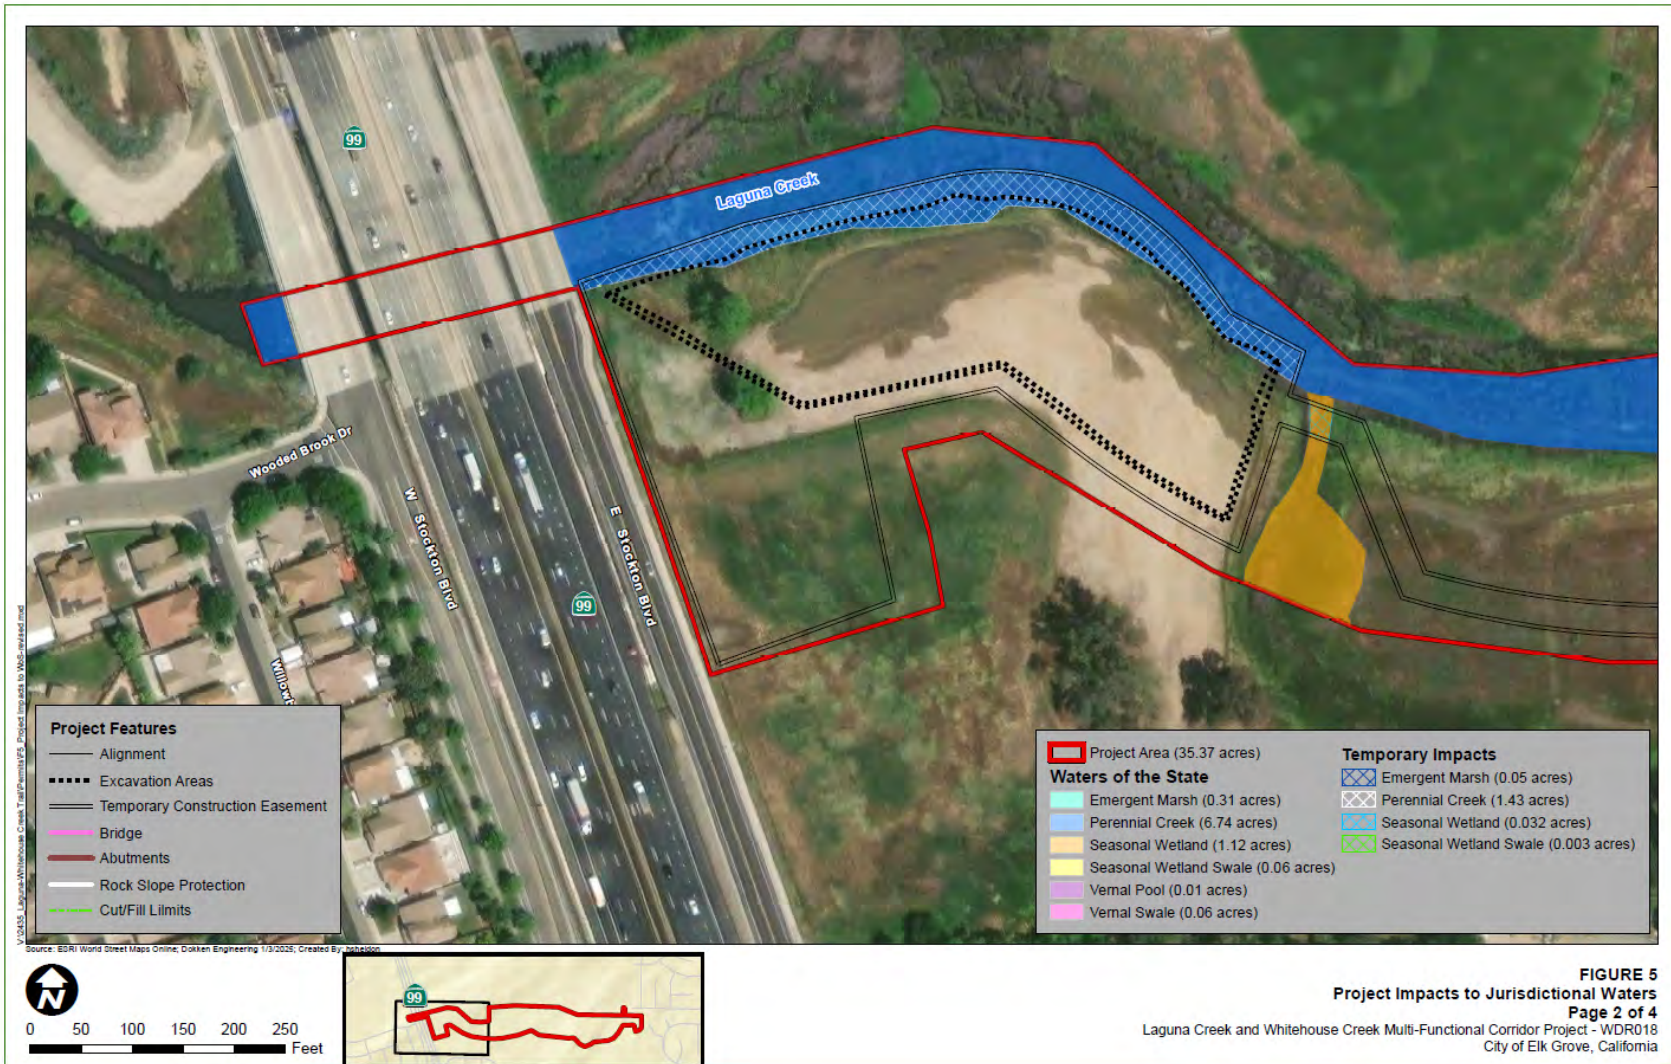 99
Laguna Creek
Wooded Brook Dr
W Stockton Blvd
E Stockton Blvd
99
Project Features
Alignment
Excavation Areas
Temporary Construction Easement
Bridge
Abutments
Rock Slope Protection
Cut/Fill Lilmits
Project Area (35.37 acres)
Waters of the State
Emergent Marsh (0.31 acres)
Perennial Creek (6.74 acres)
Seasonal Wetland (1.12 acres)
Seasonal Wetland Swale (0.06 acres)
Vernal Pool (0.01 acres)
Vernal Swale (0.06 acres)
Temporary Impacts
Emergent Marsh (0.05 acres)
Perennial Creek (1.43 acres)
Seasonal Wetland (0.032 acres)
Seasonal Wetland Swale (0.003 acres)
Source: ESRI World Street Maps Online; Dokken Engineering 1/3/2025; Created By: hsheldon
N
0 50 100 150 200 250
Feet
99
FIGURE 5
Project Impacts to Jurisdictional Waters
Page 2 of 4
Laguna Creek and Whitehouse Creek Multi-Functional Corridor Project - WDR018
City of Elk Grove, California